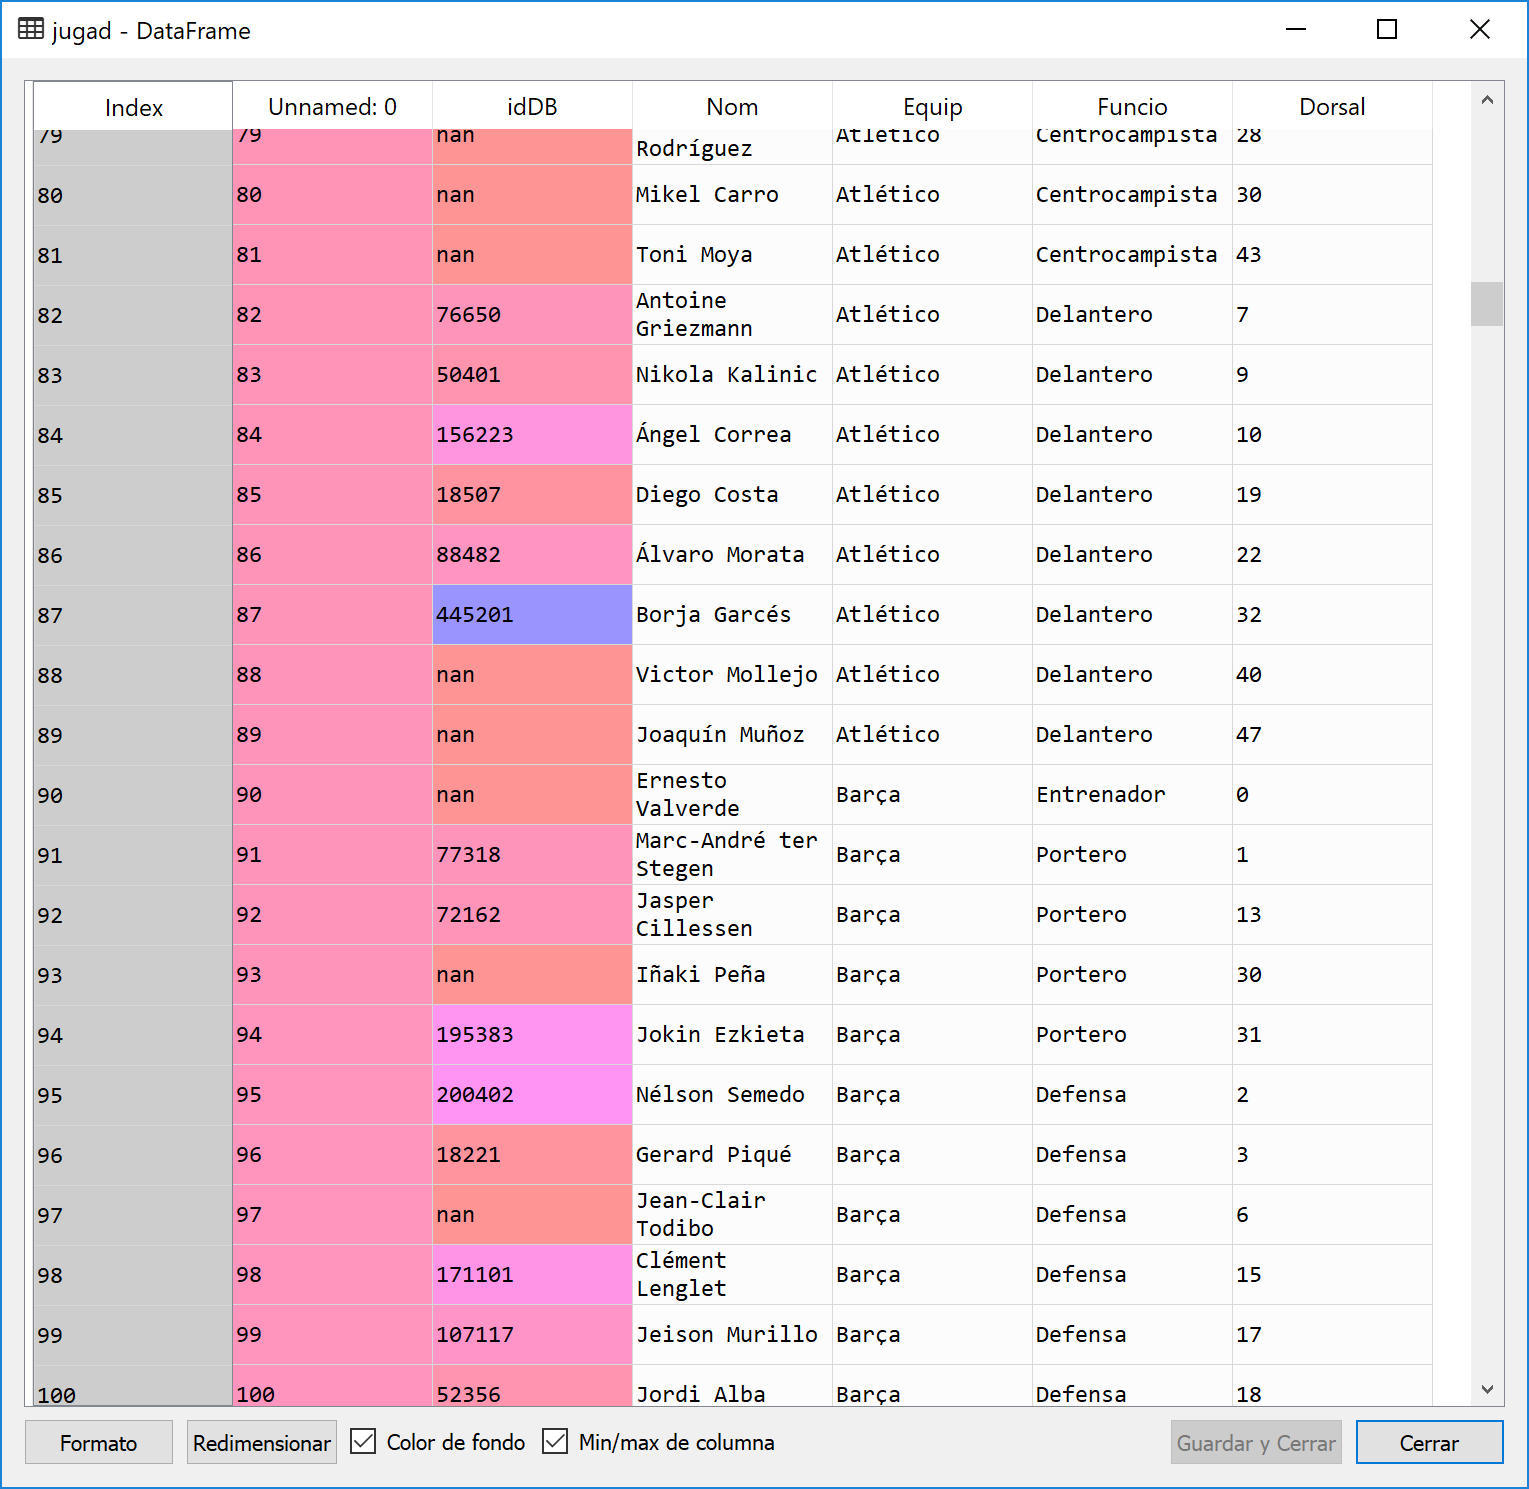 jugad - DataFrame
Index Unnamed: 0 idDB Nom Equip Funcio Dorsal
79 79 nan Rodríguez Atlético Centrocampista 28
80 80 nan Mikel Carro Atlético Centrocampista 30
81 81 nan Toni Moya Atlético Centrocampista 43
82 82 76650 Antoine Griezmann Atlético Delantero 7
83 83 50401 Nikola Kalinic Atlético Delantero 9
84 84 156223 Ángel Correa Atlético Delantero 10
85 85 18507 Diego Costa Atlético Delantero 19
86 86 88482 Álvaro Morata Atlético Delantero 22
87 87 445201 Borja Garcés Atlético Delantero 32
88 88 nan Victor Mollejo Atlético Delantero 40
89 89 nan Joaquín Muñoz Atlético Delantero 47
90 90 nan Ernesto Valverde Barça Entrenador 0
91 91 77318 Marc-André ter Stegen Barça Portero 1
92 92 72162 Jasper Cillessen Barça Portero 13
93 93 nan Iñaki Peña Barça Portero 30
94 94 195383 Jokin Ezkieta Barça Portero 31
95 95 200402 Nélson Semedo Barça Defensa 2
96 96 18221 Gerard Piqué Barça Defensa 3
97 97 nan Jean-Clair Todibo Barça Defensa 6
98 98 171101 Clément Lenglet Barça Defensa 15
99 99 107117 Jeison Murillo Barça Defensa 17
100 100 52356 Jordi Alba Barça Defensa 18
Formato Redimensionar Color de fondo Min/max de columna Guardar y Cerrar Cerrar